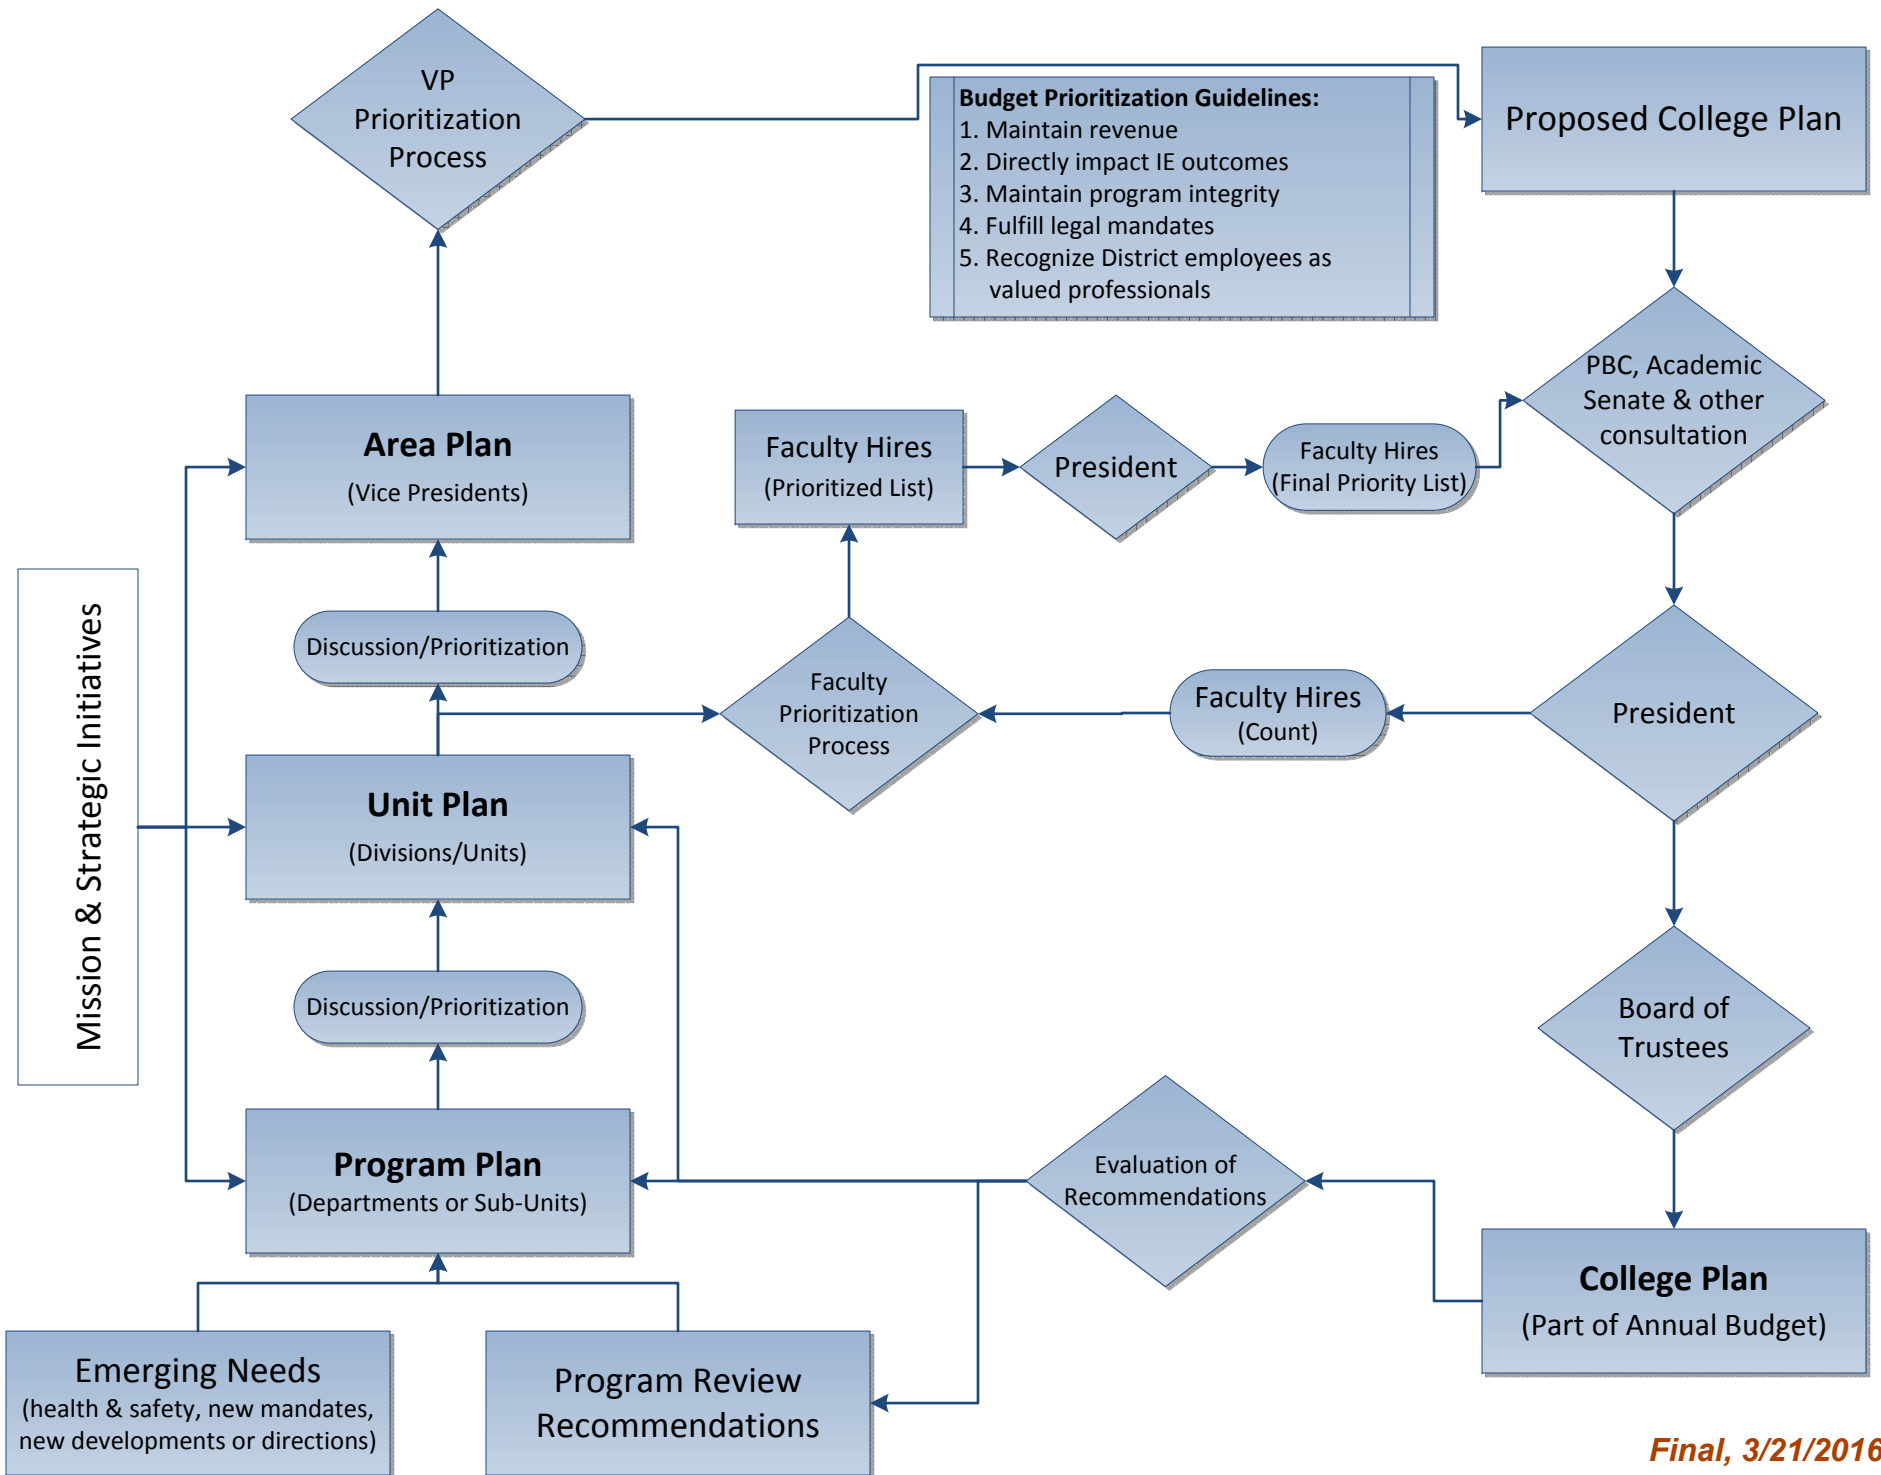 VP
Prioritization
Process
Budget Prioritization Guidelines:
1. Maintain revenue
2. Directly impact IE outcomes
3. Maintain program integrity
4. Fulfill legal mandates
5. Recognize District employees as
valued professionals
Proposed College Plan
PBC, Academic
Senate & other
consultation
Area Plan
(Vice Presidents)
Faculty Hires
(Prioritized List)
President
Faculty Hires
(Final Priority List)
Mission & Strategic Initiatives
Discussion/Prioritization
Faculty
Prioritization
Process
Faculty Hires
(Count)
President
Unit Plan
(Divisions/Units)
Discussion/Prioritization
Board of
Trustees
Program Plan
(Departments or Sub-Units)
Evaluation of
Recommendations
College Plan
(Part of Annual Budget)
Emerging Needs
(health & safety, new mandates,
new developments or directions)
Program Review
Recommendations
Final, 3/21/2016